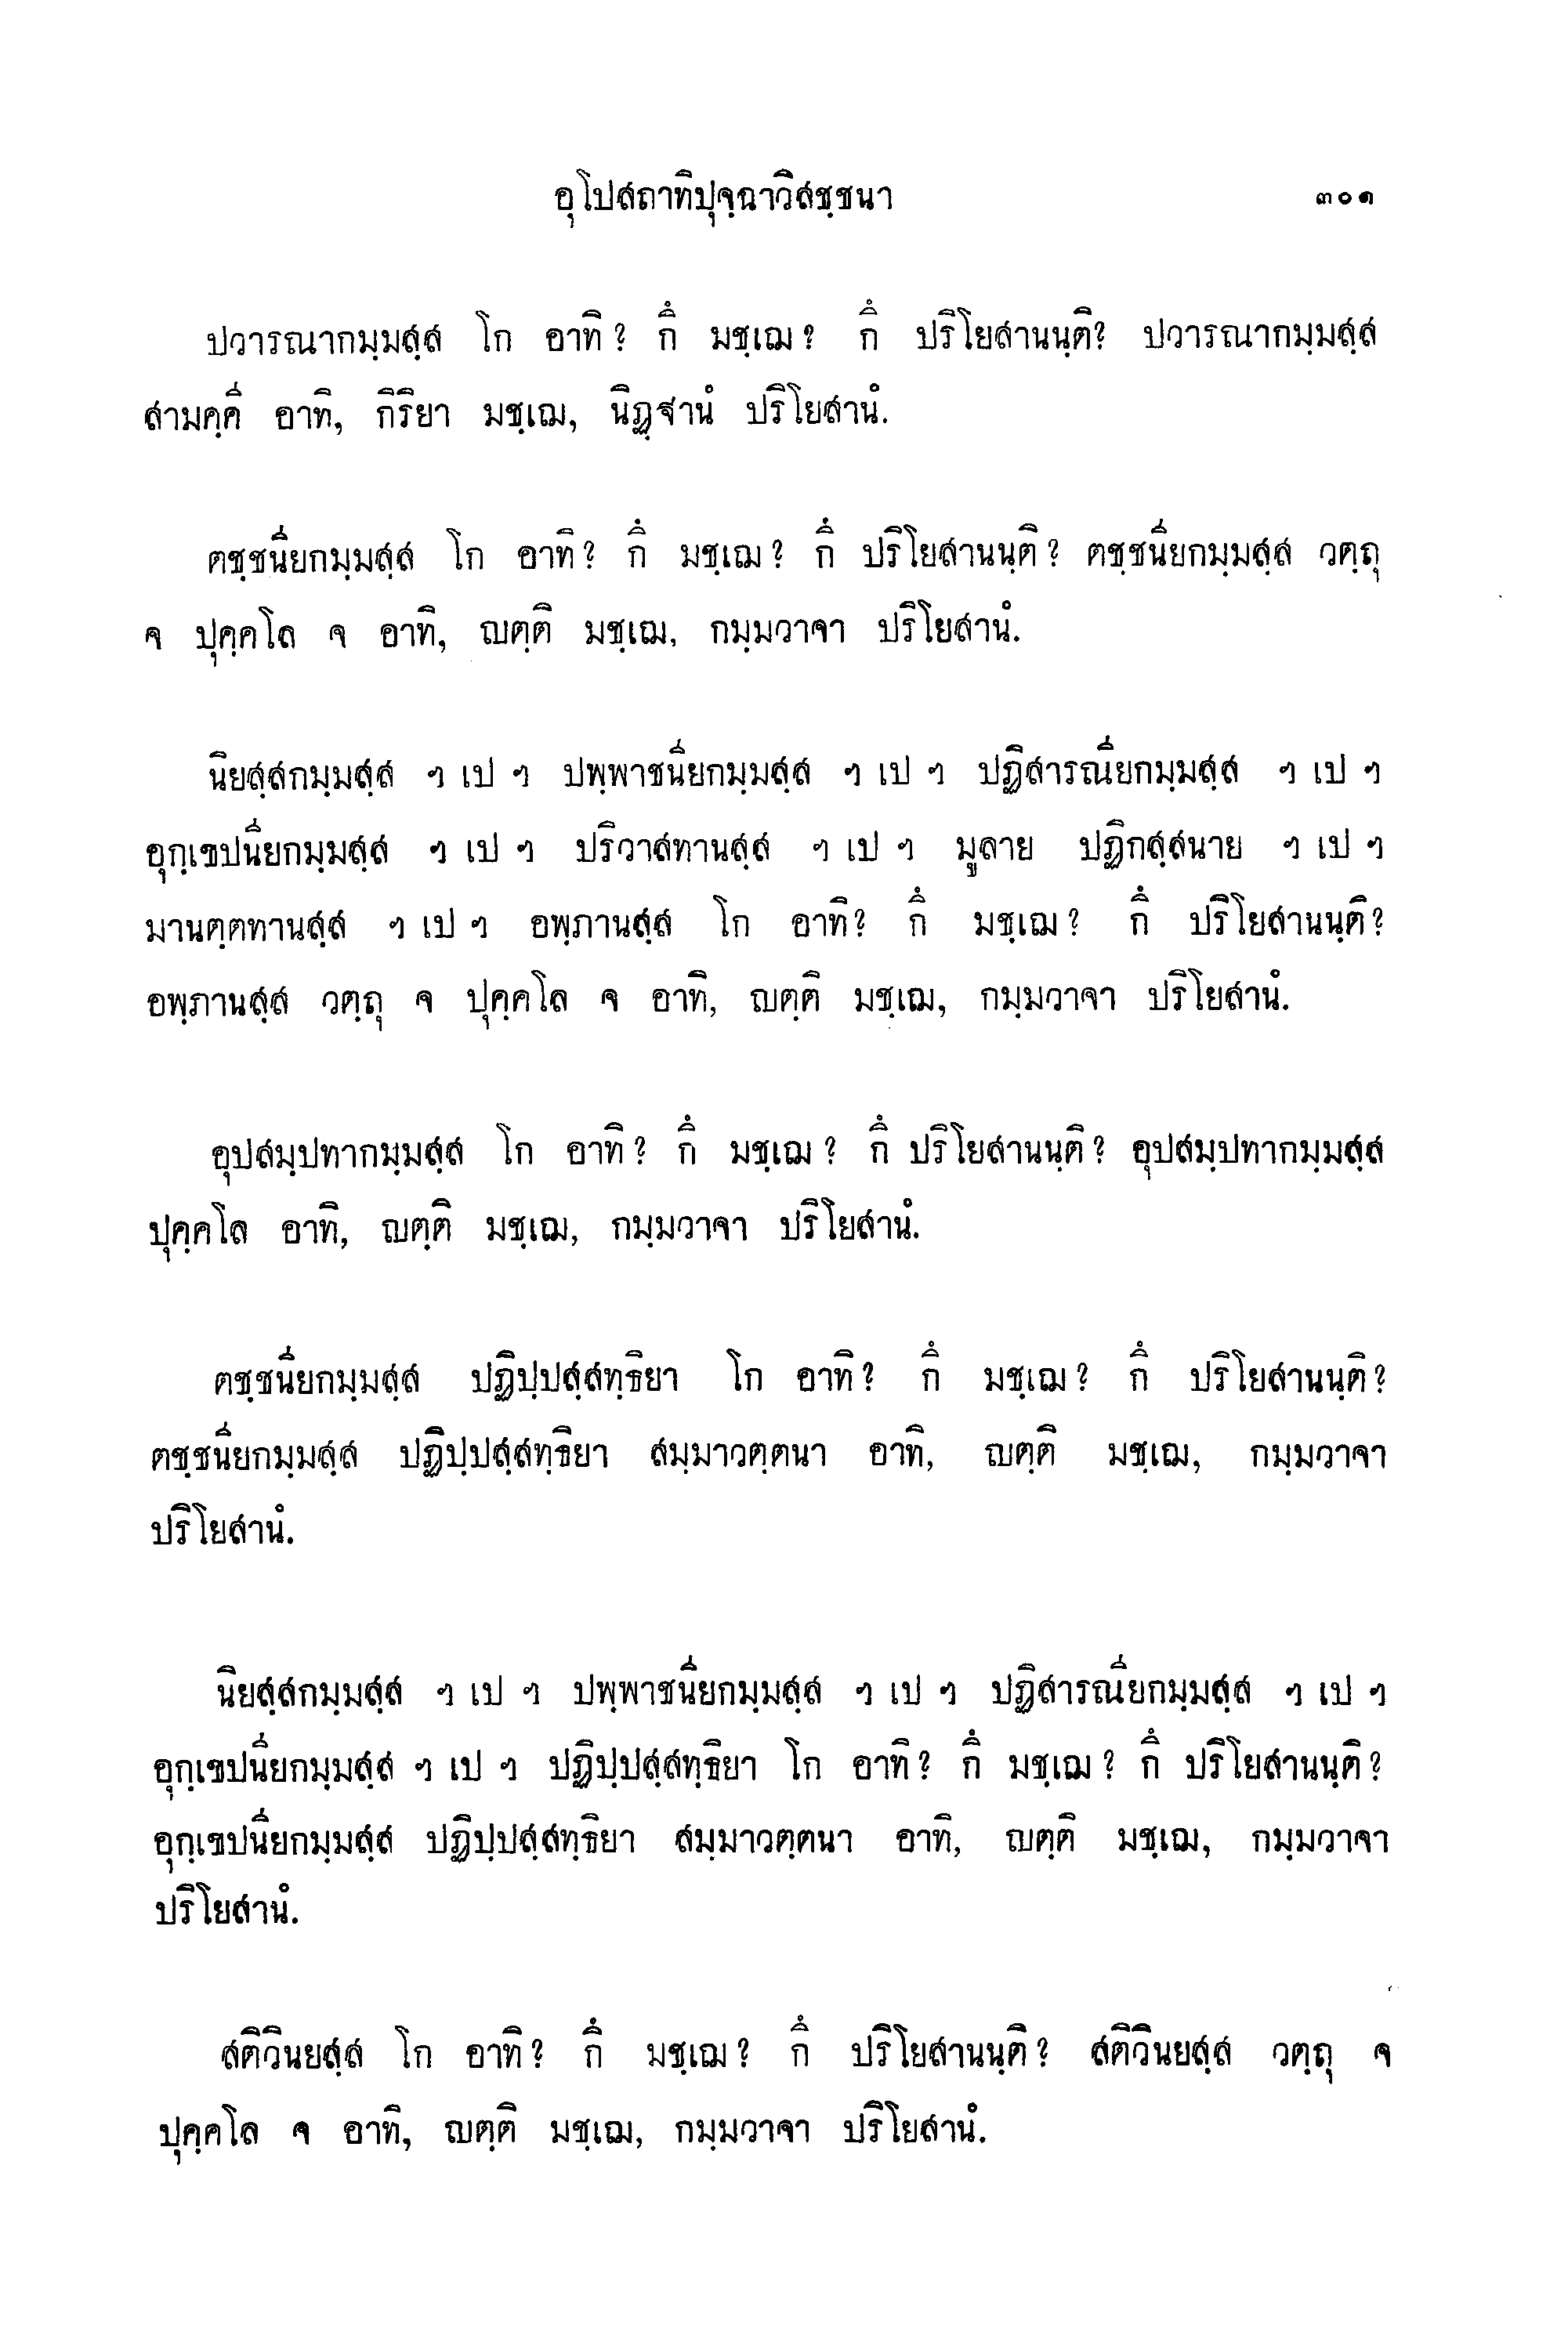 อุโปสถาทิปุจฺฉาวิสชฺชนา ๓๐๑
ปวารณากมฺมสฺส โก อาทิ? กึ มชฺเฌ? กึ ปริโยสานนฺติ? ปวารณากมฺมสฺส
สามคฺคี อาทิ, กิริยา มชฺเฌ, นิฏฺฐานํ ปริโยสานํ.
ตชฺชนียกมฺมสฺส โก อาทิ? กึ มชฺเฌ? กึ ปริโยสานนฺติ? ตชฺชนียกมฺมสฺส วตฺถุ
จ ปุคฺคโล จ อาทิ, ญตฺติ มชฺเฌ, กมฺมวาจา ปริโยสานํ.
นิยสฺสกมฺมสฺส ฯ เป ฯ ปพฺพาชนียกมฺมสฺส ฯ เป ฯ ปฏิสารณียกมฺมสฺส ฯ เป ฯ
อุกฺเขปนียกมฺมสฺส ฯ เป ฯ ปริวาสทานสฺส ฯ เป ฯ มูลาย ปฏิกสฺสนาย ฯ เป ฯ
มานตฺตทานสฺส ฯ เป ฯ อพฺภานสฺส โก อาทิ? กึ มชฺเฌ? กึ ปริโยสานนฺติ?
อพฺภานสฺส วตฺถุ จ ปุคฺคโล จ อาทิ, ญตฺติ มชฺเฌ, กมฺมวาจา ปริโยสานํ.
อุปสมฺปทากมฺมสฺส โก อาทิ? กึ มชฺเฌ? กึ ปริโยสานนฺติ? อุปสมฺปทากมฺมสฺส
ปุคฺคโล อาทิ, ญตฺติ มชฺเฌ, กมฺมวาจา ปริโยสานํ.
ตชฺชนียกมฺมสฺส ปฏิปฺปสฺสทฺธิยา โก อาทิ? กึ มชฺเฌ? กึ ปริโยสานนฺติ?
ตชฺชนียกมฺมสฺส ปฏิปฺปสฺสทฺธิยา สมฺมาวตฺตนา อาทิ, ญตฺติ มชฺเฌ, กมฺมวาจา
ปริโยสานํ.
นิยสฺสกมฺมสฺส ฯ เป ฯ ปพฺพาชนียกมฺมสฺส ฯ เป ฯ ปฏิสารณียกมฺมสฺส ฯ เป ฯ
อุกฺเขปนียกมฺมสฺส ฯ เป ฯ ปฏิปฺปสฺสทฺธิยา โก อาทิ? กึ มชฺเฌ? กึ ปริโยสานนฺติ?
อุกฺเขปนียกมฺมสฺส ปฏิปฺปสฺสทฺธิยา สมฺมาวตฺตนา อาทิ, ญตฺติ มชฺเฌ, กมฺมวาจา
ปริโยสานํ.
สติวินยสฺส โก อาทิ? กึ มชฺเฌ? กึ ปริโยสานนฺติ? สติวินยสฺส วตฺถุ จ
ปุคฺคโล จ อาทิ, ญตฺติ มชฺเฌ, กมฺมวาจา ปริโยสานํ.